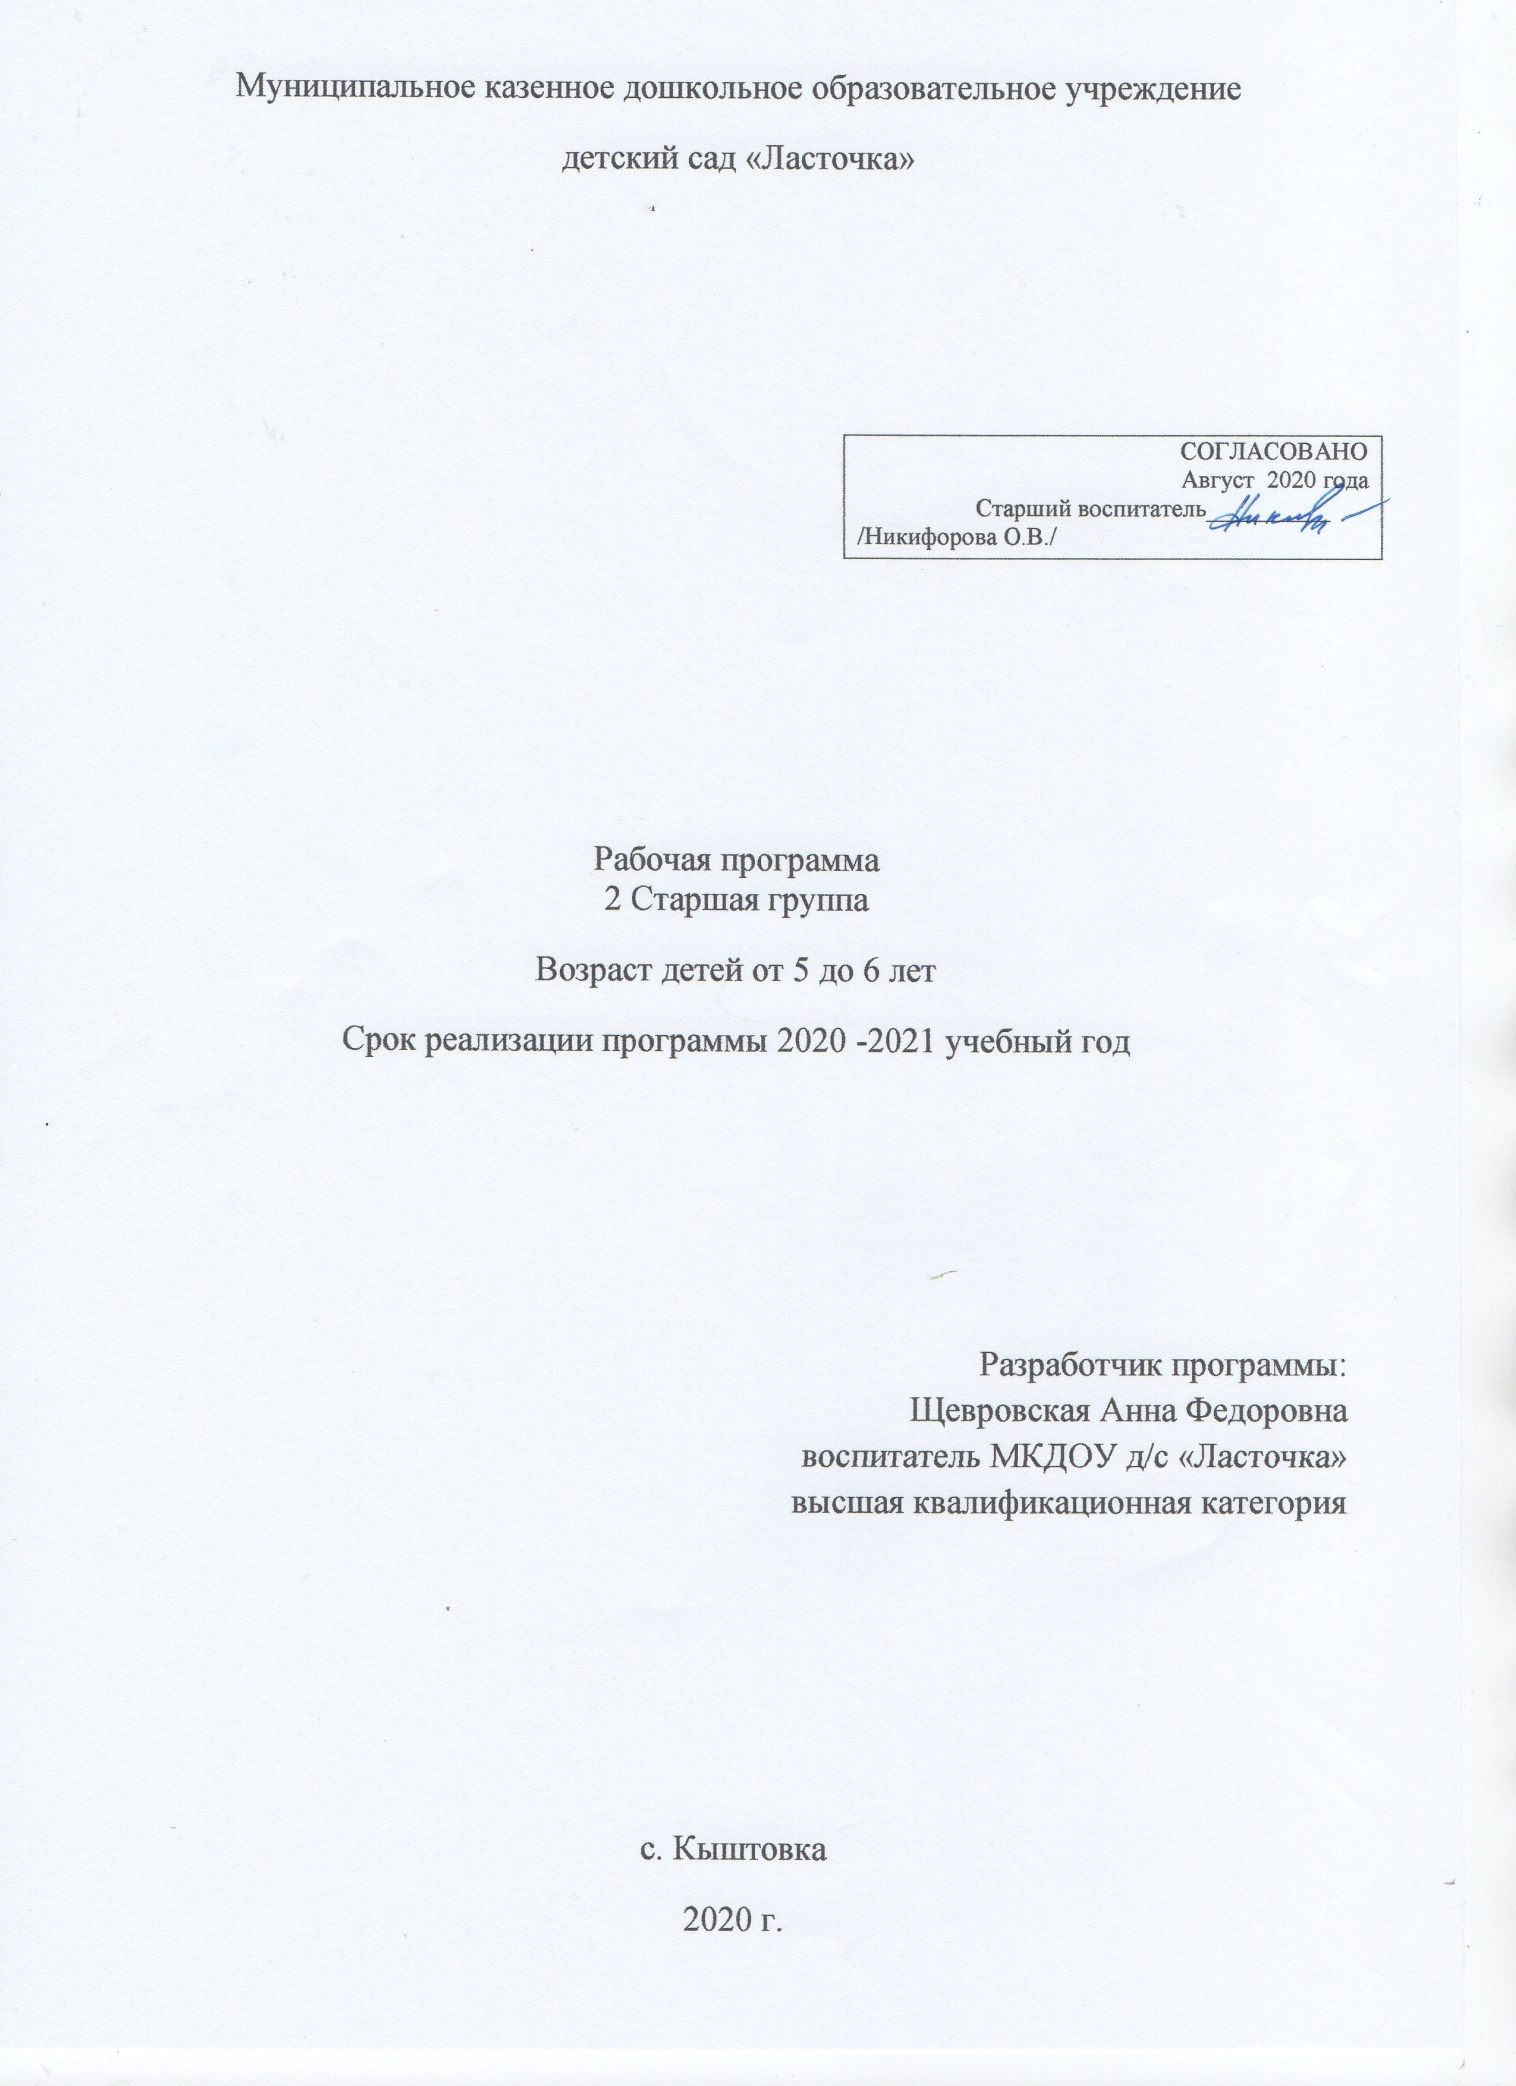 Муниципальное казенное дошкольное образовательное учреждение
детский сад «Ласточка»
СОГЛАСОВАНО
Август 2020 года
Старший воспитатель
/Никифорова О.В./
Рабочая программа
2 Старшая группа
Возраст детей от 5 до 6 лет
Срок реализации программы 2020 -2021 учебный год
Разработчик программы:
Щевровская Анна Федоровна
воспитатель МКДОУ д/с «Ласточка»
высшая квалификационная категория
с. Кыштовка
2020 г.